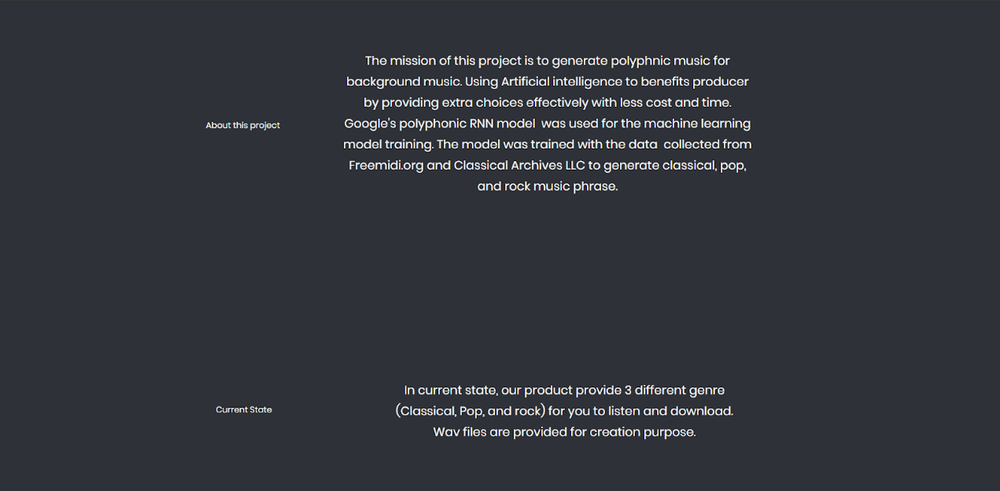 About this project
The mission of this project is to generate polyphnic music for
background music. Using Artificial intelligence to benefits producer
by providing extra choices effectively with less cost and time.
Google's polyphonic RNN model  was used for the machine learning
model training. The model was trained with the data  collected from
Freemidi.org and Classical Archives LLC to generate classical, pop,
and rock music phrase.
Current State
In current state, our product provide 3 different genre
(Classical, Pop, and rock) for you to listen and download.
Wav files are provided for creation purpose.